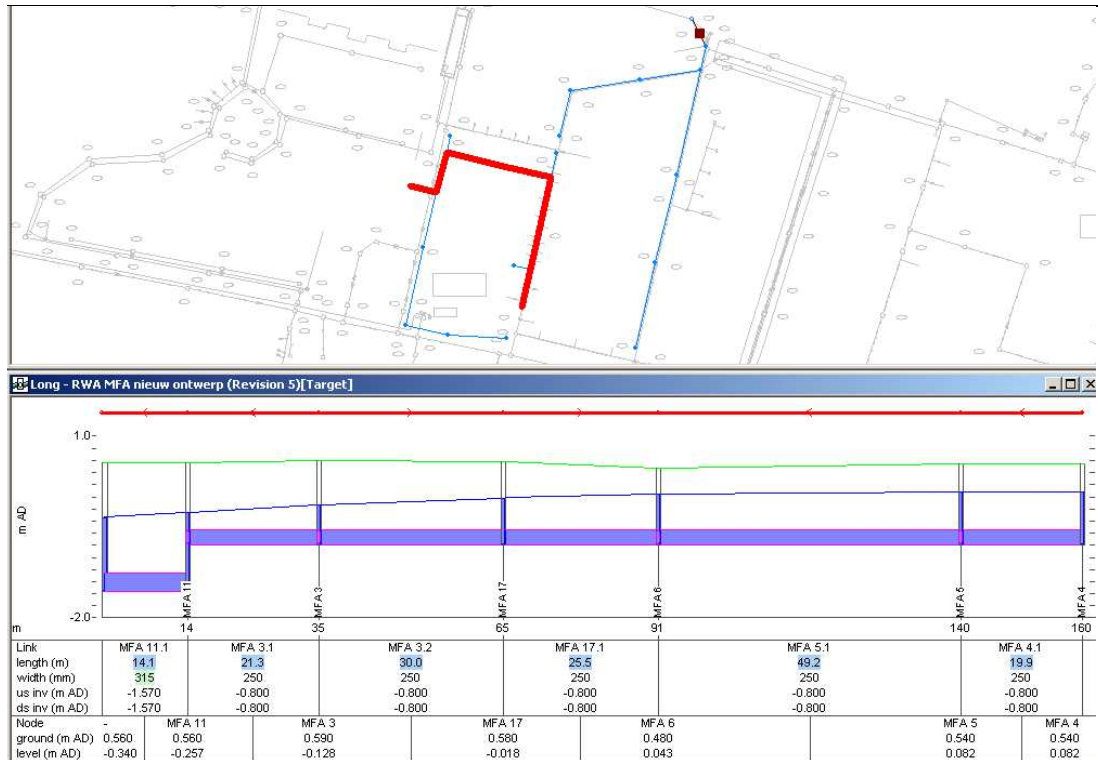 Long - RWA MFA nieuw ontwerp (Revision 5)[Target]
1.0-
m AD
-2.0-
MFA 11
MFA 3
MFA 17
MFA 6
MFA 5
MFA 4
m 14 35 65 91 140 160
Link MFA 11.1 MFA 3.1 MFA 3.2 MFA 17.1 MFA 5.1 MFA 4.1
length (m) 14.1 21.3 30.0 25.5 49.2 19.9
width (mm) 315 250 250 250 250 250
us inv (m AD) -1.570 -0.800 -0.800 -0.800 -0.800 -0.800
ds inv (m AD) -1.570 -0.800 -0.800 -0.800 -0.800 -0.800
Node - MFA 11 MFA 3 MFA 17 MFA 6 MFA 5 MFA 4
ground (m AD) 0.560 0.560 0.590 0.580 0.480 0.540 0.540
level (m AD) -0.340 -0.257 -0.128 -0.018 0.043 0.082 0.082